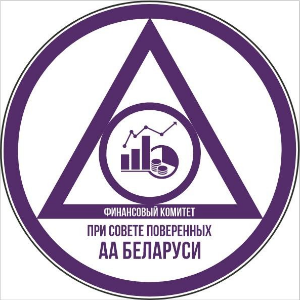 ФИНАНСОВЫЙ КОМИТЕТ
ПРИ СОВЕТЕ ПОВЕРЕННЫХ
АА БЕЛАРУСИ